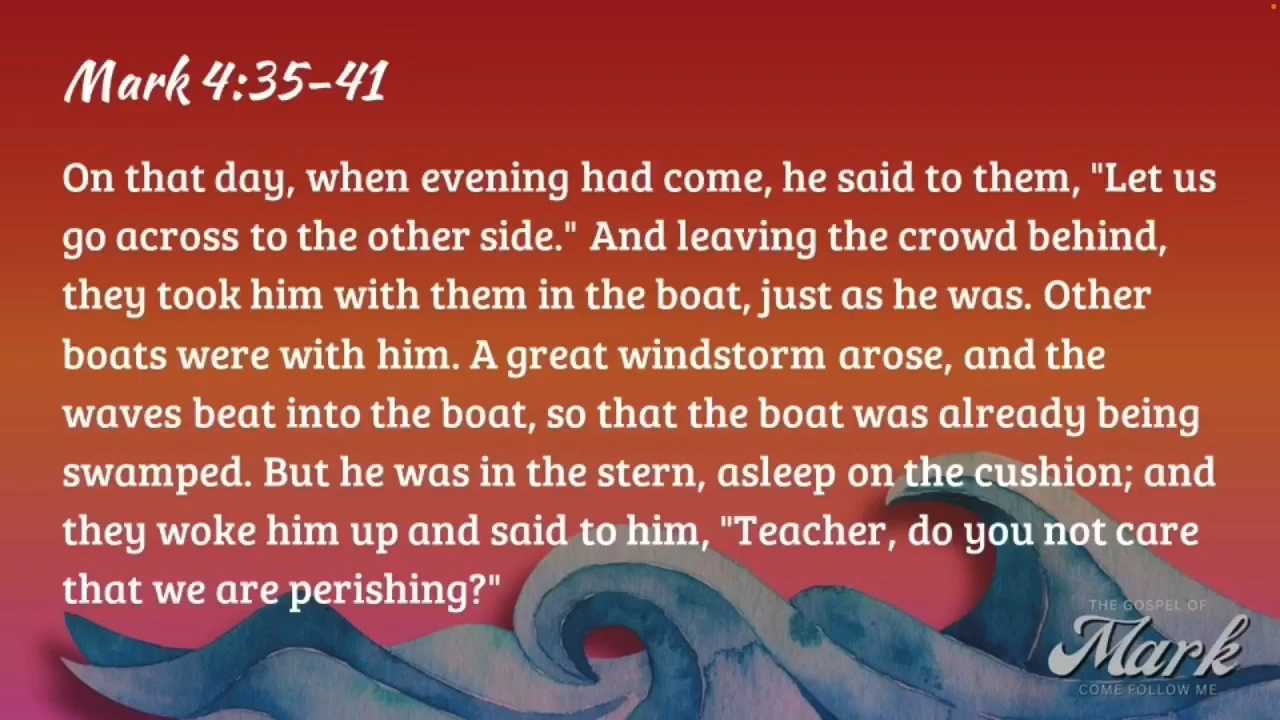 Mark 4:35-41
On that day, when evening had come, he said to them, "Let us
go across to the other side." And leaving the crowd behind,
they took him with them in the boat, just as he was. Other
boats were with him. A great windstorm arose, and the
waves beat into the boat, so that the boat was already being
swamped. But he was in the stern, asleep on the cushion; and
they woke him up and said to him, "Teacher, do you not care
that we are perishing?"
THE GOSPEL OF
Mark
COME FOLLOW ME